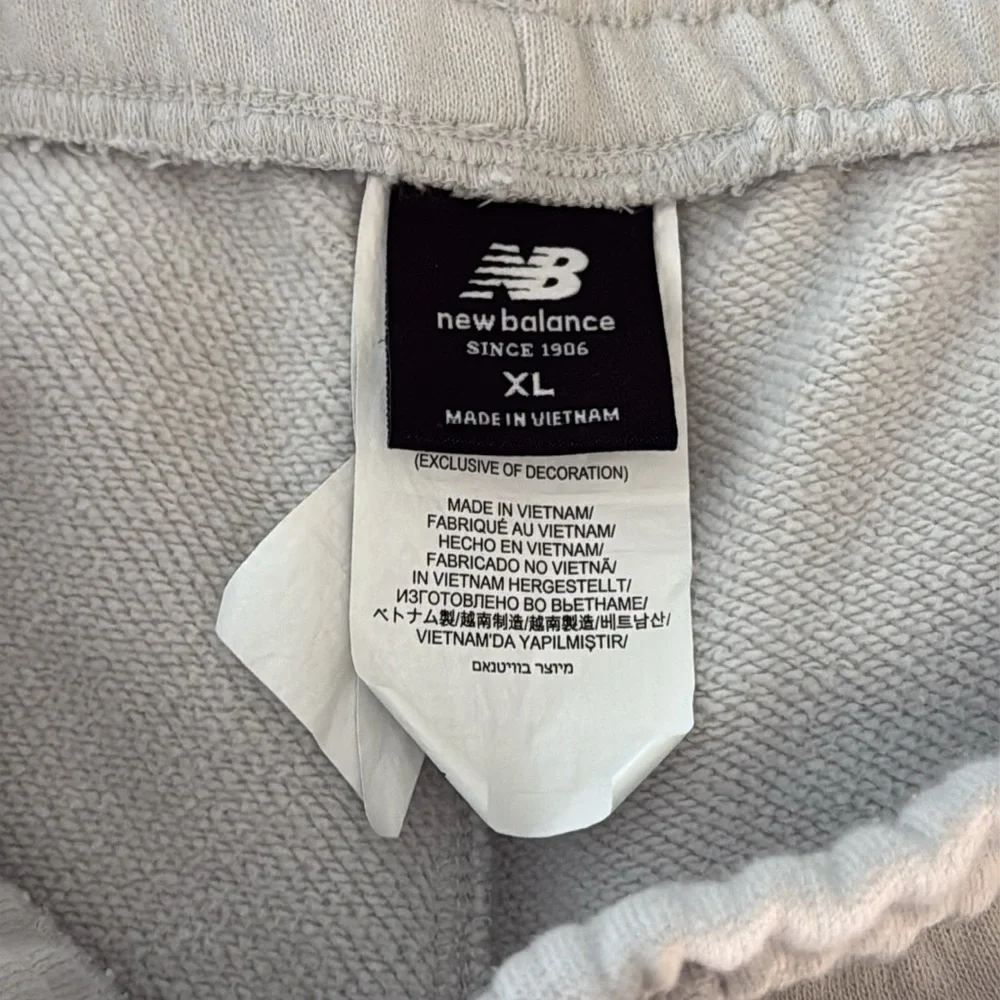 NB
new balance
SINCE 1906
XL
MADE IN VIETNAM
(EXCLUSIVE OF DECORATION)
MADE IN VIETNAM/
FABRIQUÉ AU VIETNAM/
HECHO EN VIETNAM/
FABRICADO NO VIETNÃ/
IN VIETNAM HERGESTELLT/
ИЗГОТОВЛЕНО ВО ВЬЕТНАМЕ/
ベトナム製/越南制造/越南製造/베트남산/
VIETNAM'DA YAPILMIŞTIR/
מיוצר בוויטנאם